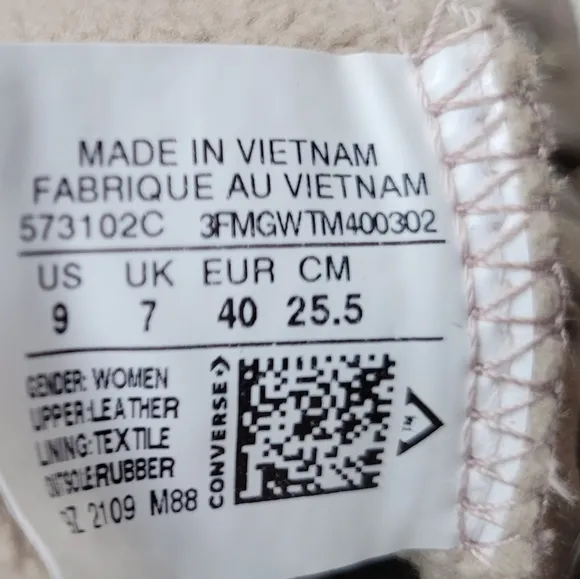 MADE IN VIETNAM
FABRIQUE AU VIETNAM
573102C 3FMGWTM400302
US UK EUR CM
9 7 40 25.5
GENDER: WOMEN
UPPER:LEATHER
LINING:TEXTILE
OUTSOLE:RUBBER
2109 M88
CONVERSE
TM